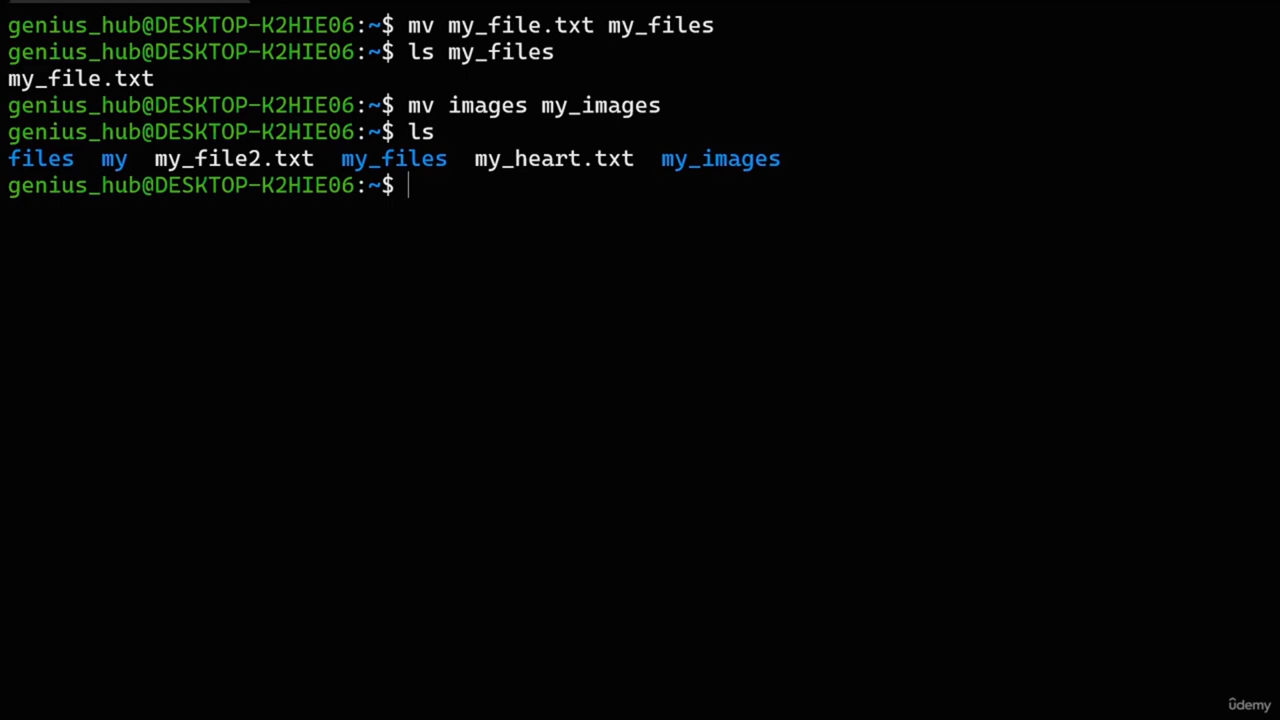 genius_hub@DESKTOP-K2HIE06:~$ mv my_file.txt my_files
genius_hub@DESKTOP-K2HIE06:~$ ls my_files
my_file.txt
genius_hub@DESKTOP-K2HIE06:~$ mv images my_images
genius_hub@DESKTOP-K2HIE06:~$ ls
files  my  my_file2.txt  my_files  my_heart.txt  my_images
genius_hub@DESKTOP-K2HIE06:~$
ûdemy